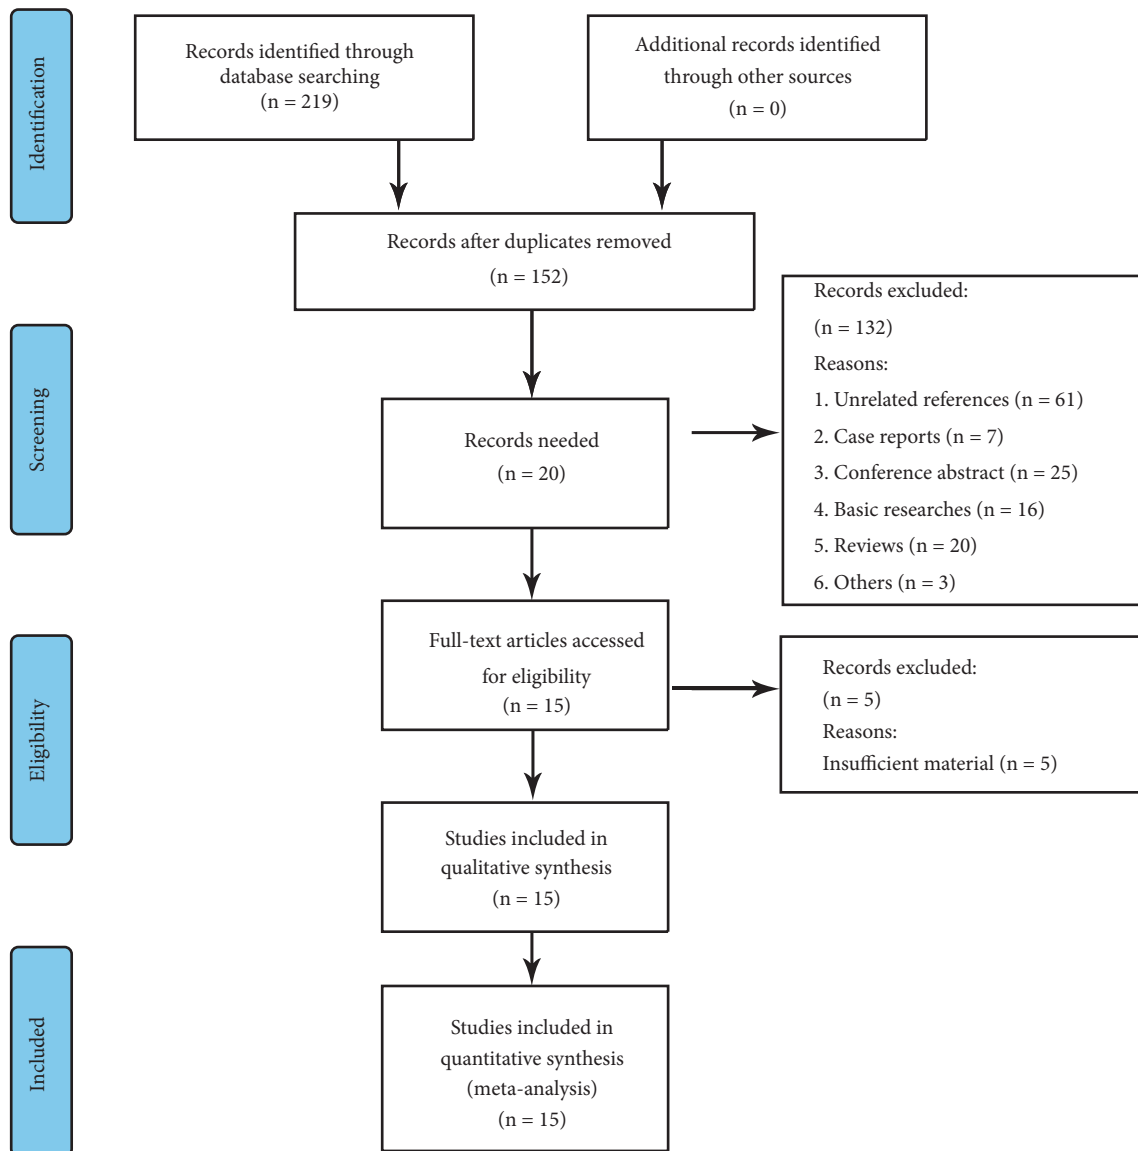 Identification
Records identified through
database searching
(n = 219)
Additional records identified
through other sources
(n = 0)
Records after duplicates removed
(n = 152)
Screening
Records needed
(n = 20)
Records excluded:
(n = 132)
Reasons:
1. Unrelated references (n = 61)
2. Case reports (n = 7)
3. Conference abstract (n = 25)
4. Basic researches (n = 16)
5. Reviews (n = 20)
6. Others (n = 3)
Eligibility
Full-text articles accessed
for eligibility
(n = 15)
Records excluded:
(n = 5)
Reasons:
Insufficient material (n = 5)
Studies included in
qualitative synthesis
(n = 15)
Included
Studies included in
quantitative synthesis
(meta-analysis)
(n = 15)